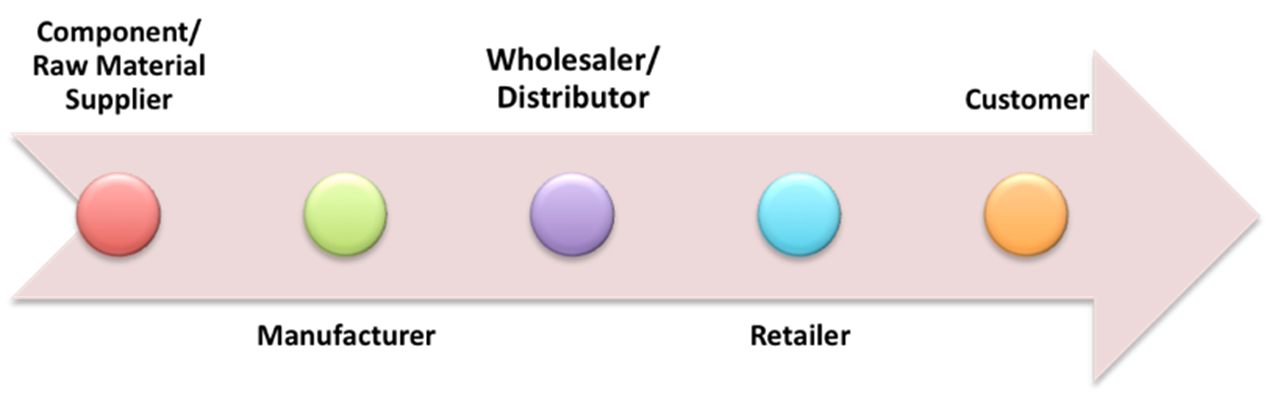 Component/
Raw Material
Supplier
Manufacturer
Wholesaler/
Distributor
Retailer
Customer